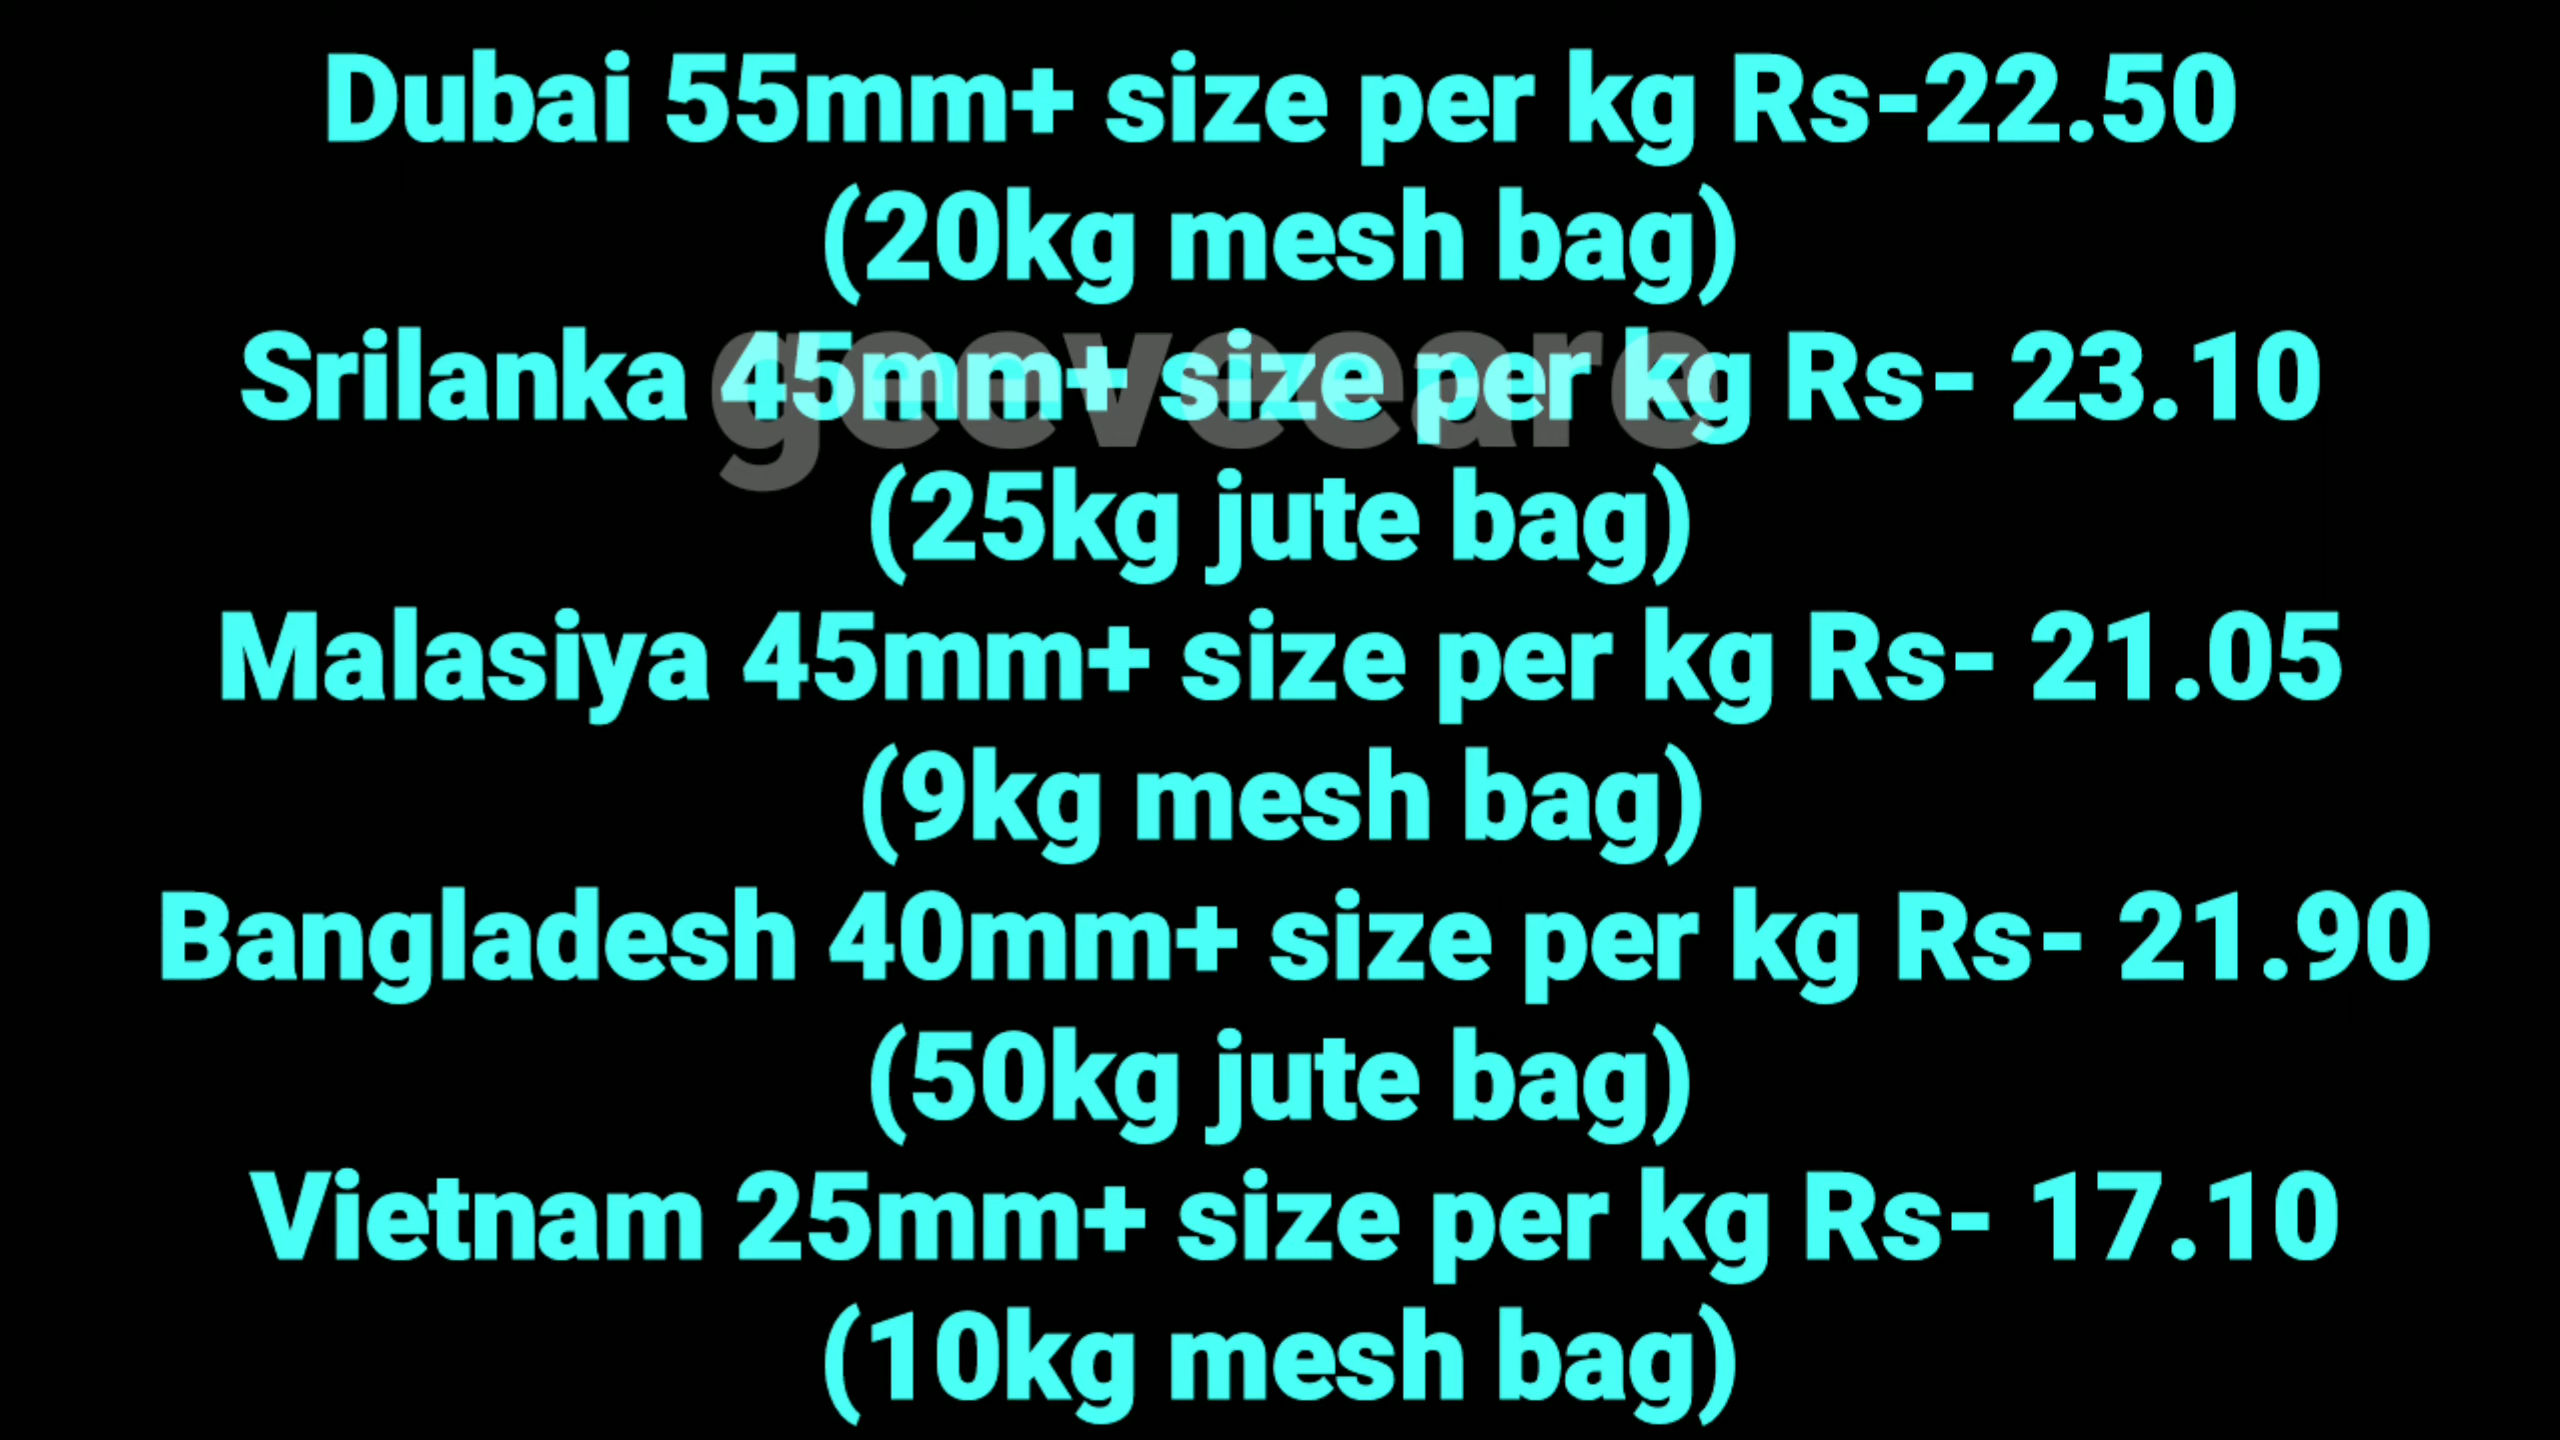 Dubai 55mm+ size per kg Rs-22.50
(20kg mesh bag)
geeveeare
Srilanka 45mm+ size per kg Rs- 23.10
(25kg jute bag)
Malasiya 45mm+ size per kg Rs- 21.05
(9kg mesh bag)
Bangladesh 40mm+ size per kg Rs- 21.90
(50kg jute bag)
Vietnam 25mm+ size per kg Rs- 17.10
(10kg mesh bag)